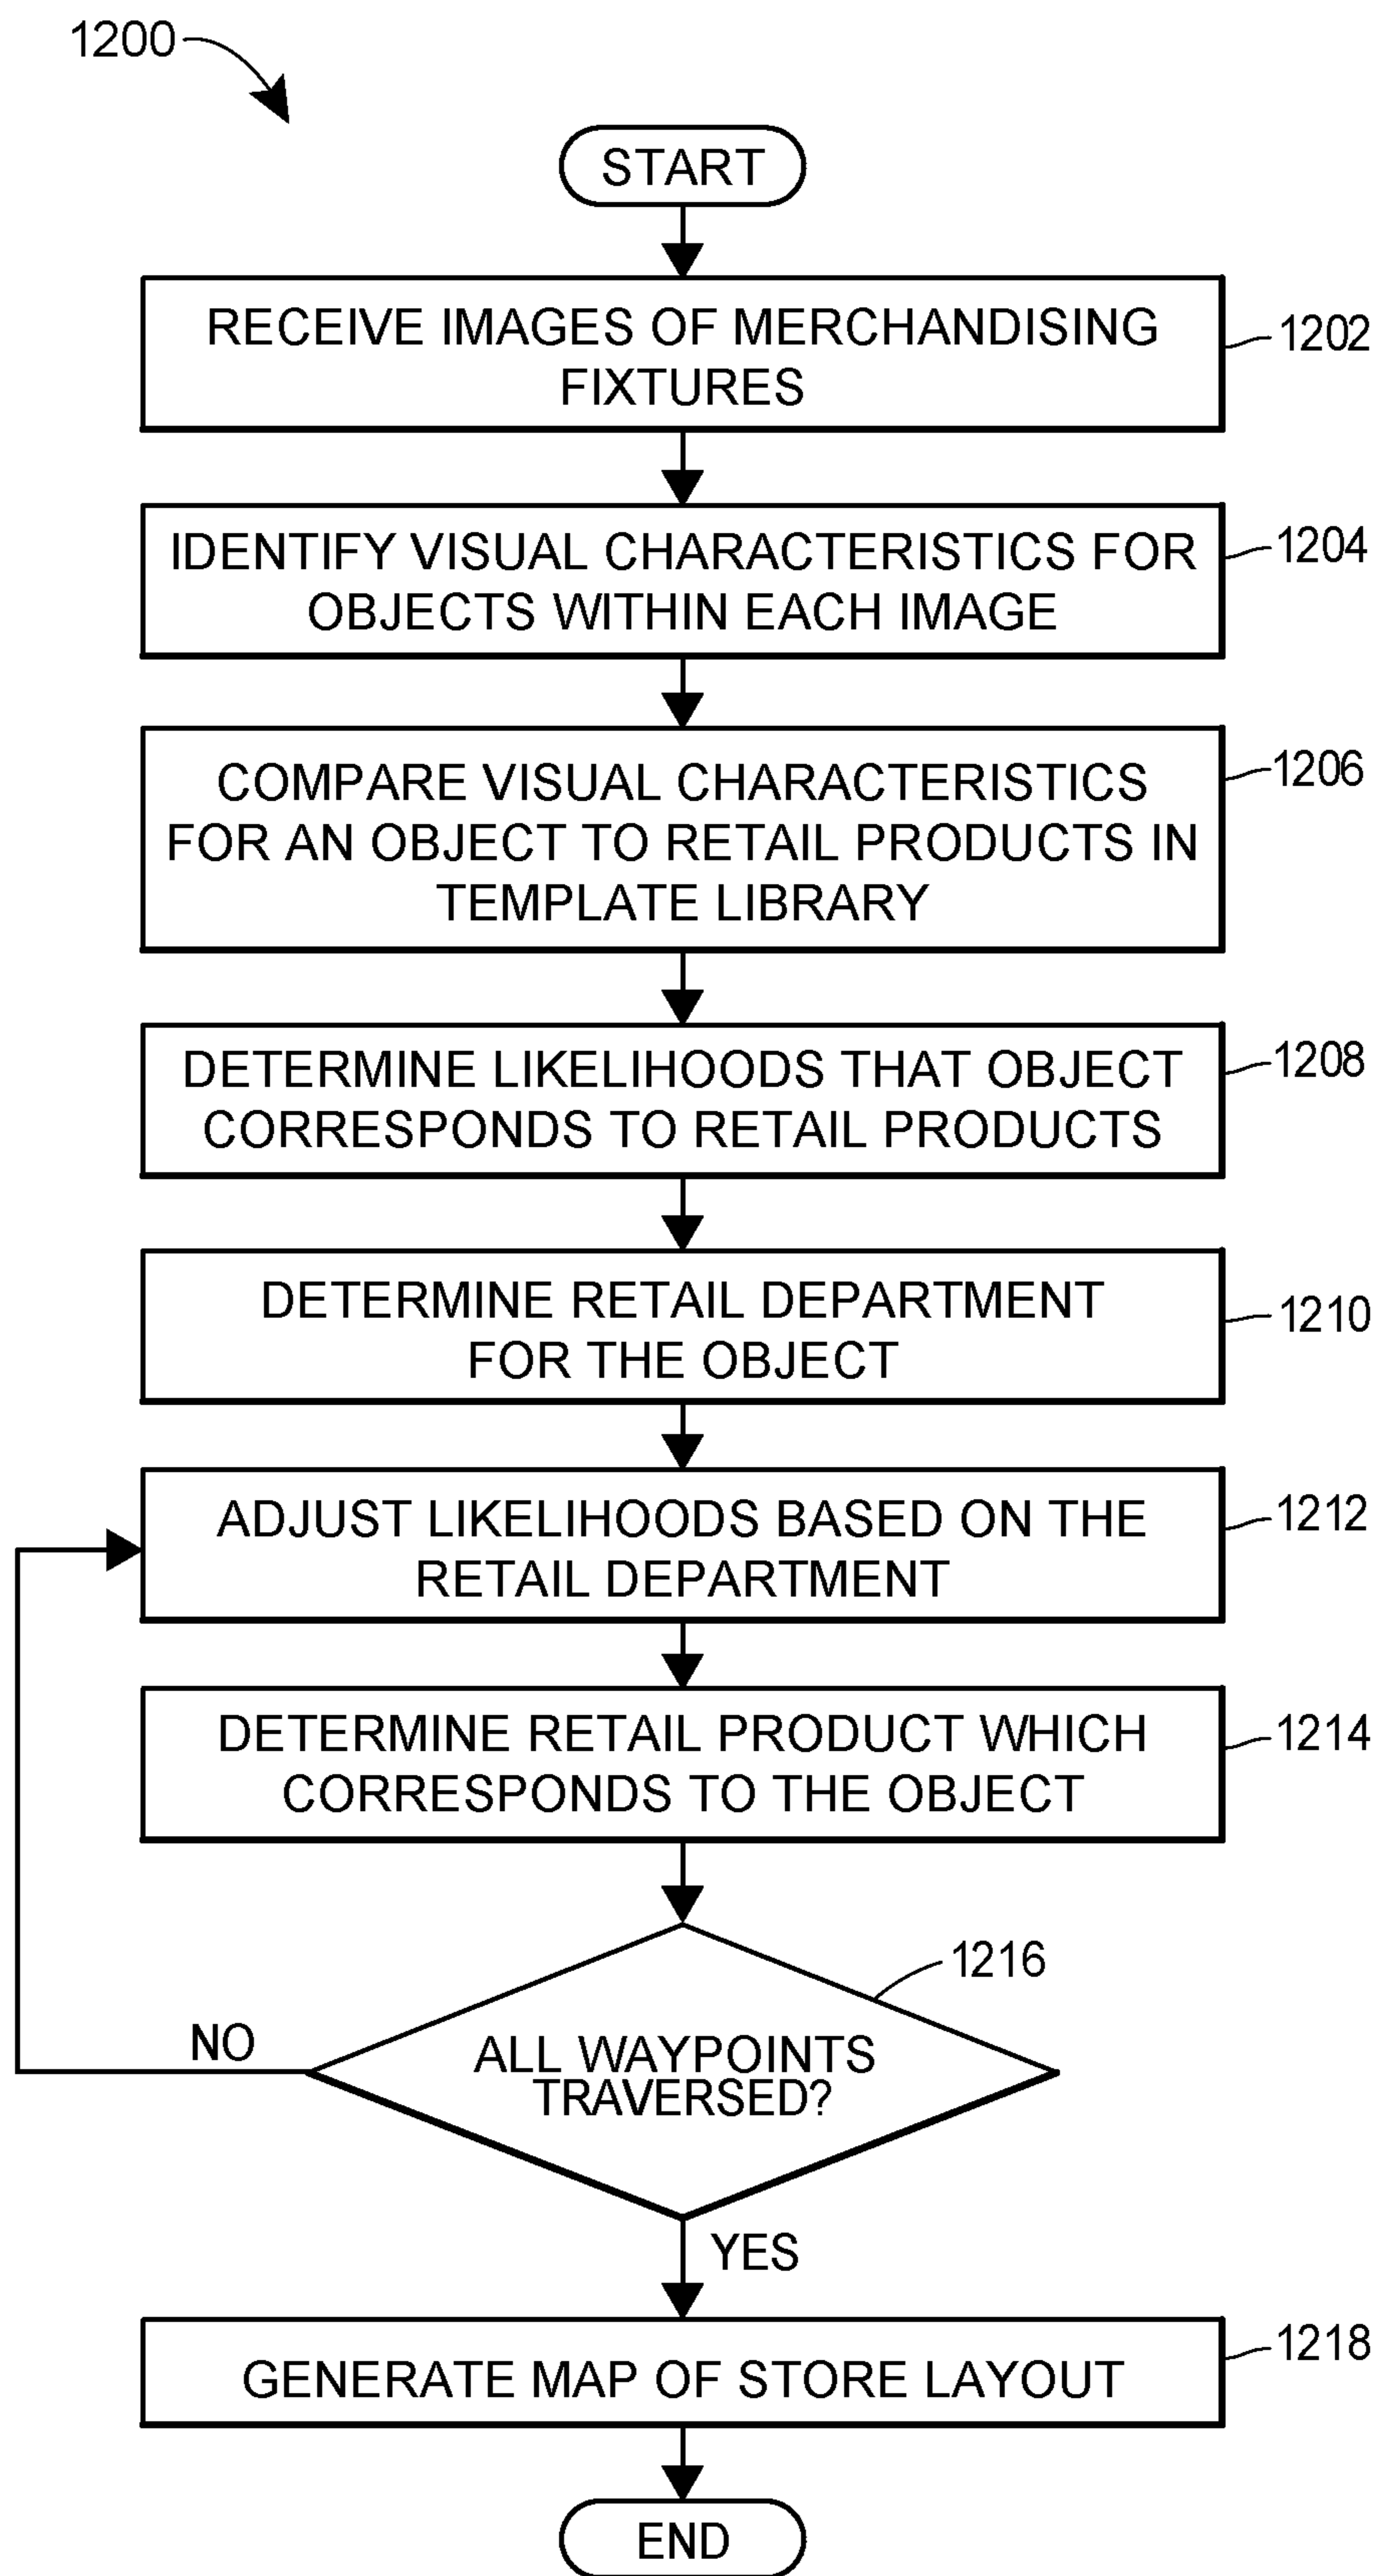 1200
START
RECEIVE IMAGES OF MERCHANDISING
FIXTURES
1202
IDENTIFY VISUAL CHARACTERISTICS FOR
OBJECTS WITHIN EACH IMAGE
1204
COMPARE VISUAL CHARACTERISTICS
FOR AN OBJECT TO RETAIL PRODUCTS IN
TEMPLATE LIBRARY
1206
DETERMINE LIKELIHOODS THAT OBJECT
CORRESPONDS TO RETAIL PRODUCTS
1208
DETERMINE RETAIL DEPARTMENT
FOR THE OBJECT
1210
ADJUST LIKELIHOODS BASED ON THE
RETAIL DEPARTMENT
1212
DETERMINE RETAIL PRODUCT WHICH
CORRESPONDS TO THE OBJECT
1214
1216
ALL WAYPOINTS
TRAVERSED?
NO
YES
GENERATE MAP OF STORE LAYOUT
1218
END